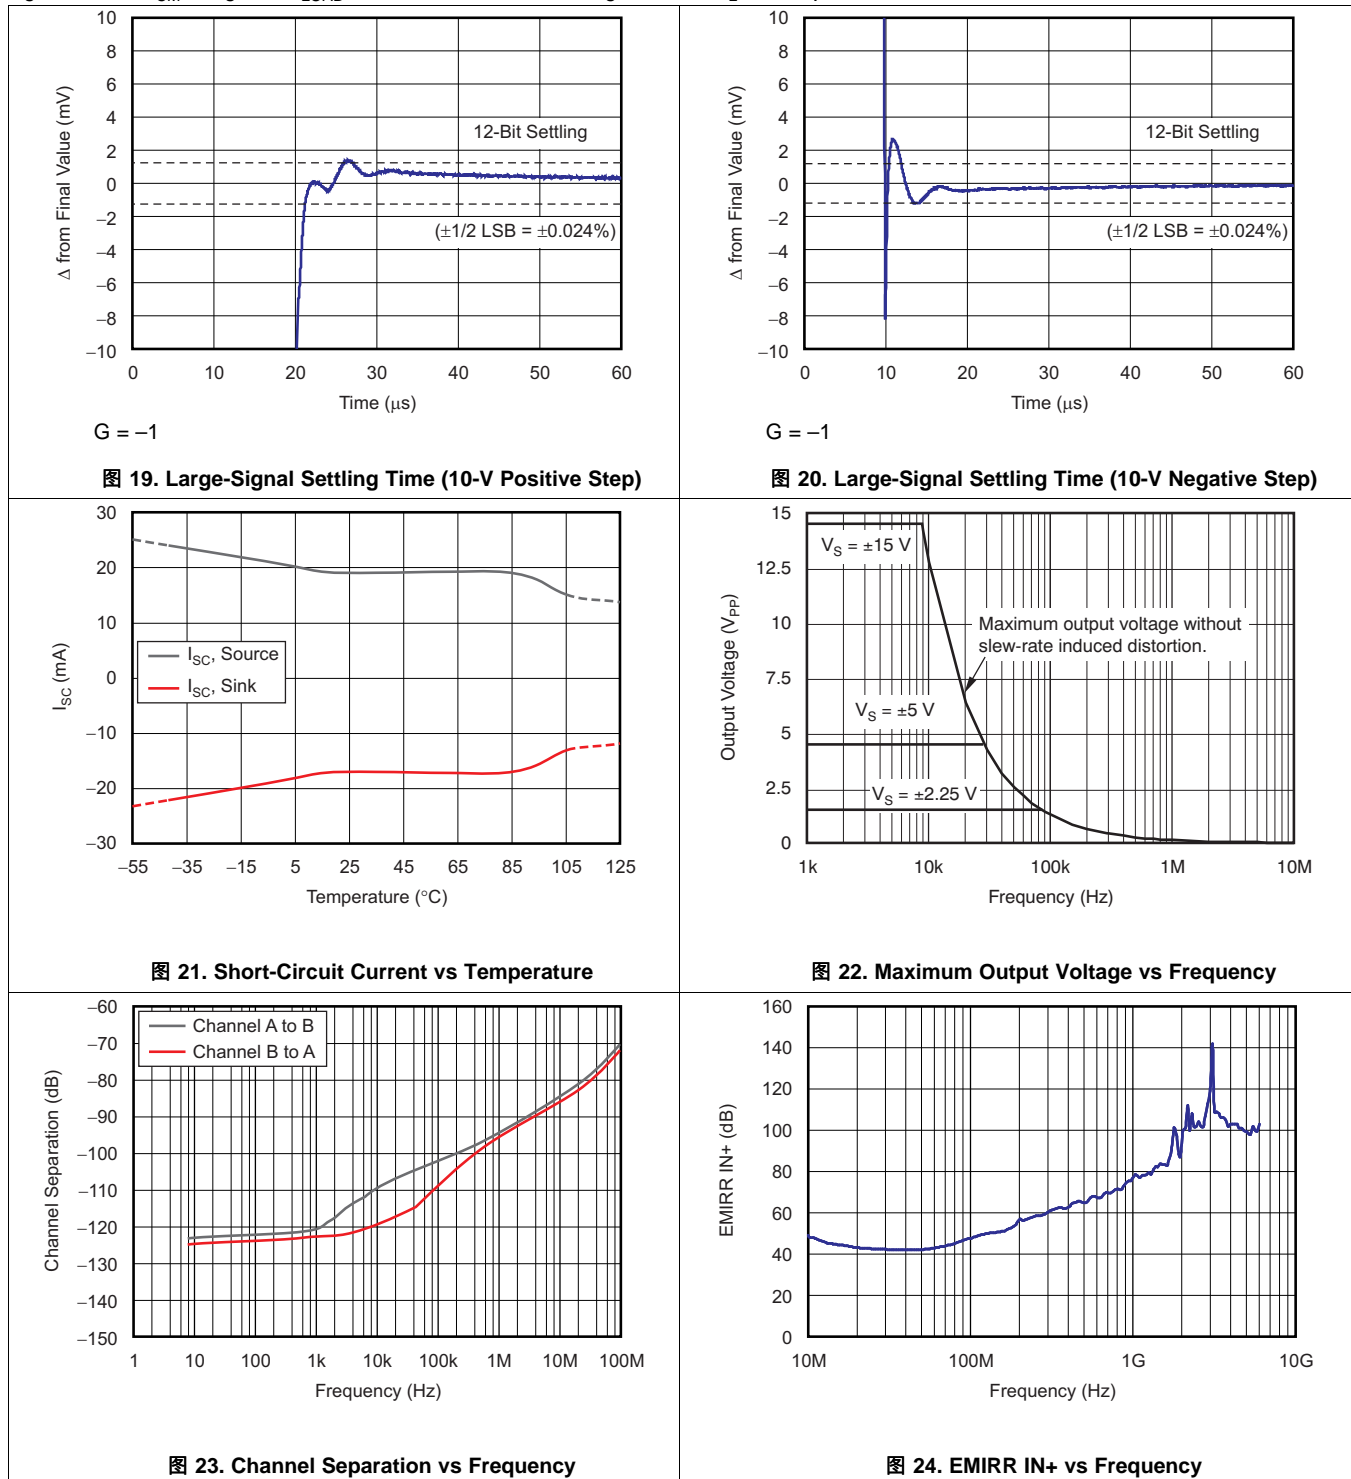 10
8
6
4
2
0
−2
−4
−6
−8
−10
Δ from Final Value (mV)
12-Bit Settling
(±1/2 LSB = ±0.024%)
0 10 20 30 40 50 60
Time (μs)
G = −1
图 19. Large-Signal Settling Time (10-V Positive Step)
10
8
6
4
2
0
−2
−4
−6
−8
−10
Δ from Final Value (mV)
12-Bit Settling
(±1/2 LSB = ±0.024%)
0 10 20 30 40 50 60
Time (μs)
G = −1
图 20. Large-Signal Settling Time (10-V Negative Step)
30
20
10
0
−10
−20
−30
I_SC (mA)
I_SC, Source
I_SC, Sink
−55 −35 −15 5 25 45 65 85 105 125
Temperature (°C)
图 21. Short-Circuit Current vs Temperature
15
12.5
10
7.5
5
2.5
0
Output Voltage (V_PP)
V_S = ±15 V
Maximum output voltage without
slew-rate induced distortion.
V_S = ±5 V
V_S = ±2.25 V
1k 10k 100k 1M 10M
Frequency (Hz)
图 22. Maximum Output Voltage vs Frequency
−60
−70
−80
−90
−100
−110
−120
−130
−140
−150
Channel Separation (dB)
Channel A to B
Channel B to A
1 10 100 1k 10k 100k 1M 10M 100M
Frequency (Hz)
图 23. Channel Separation vs Frequency
160
140
120
100
80
60
40
20
0
EMIRR IN+ (dB)
10M 100M 1G 10G
Frequency (Hz)
图 24. EMIRR IN+ vs Frequency